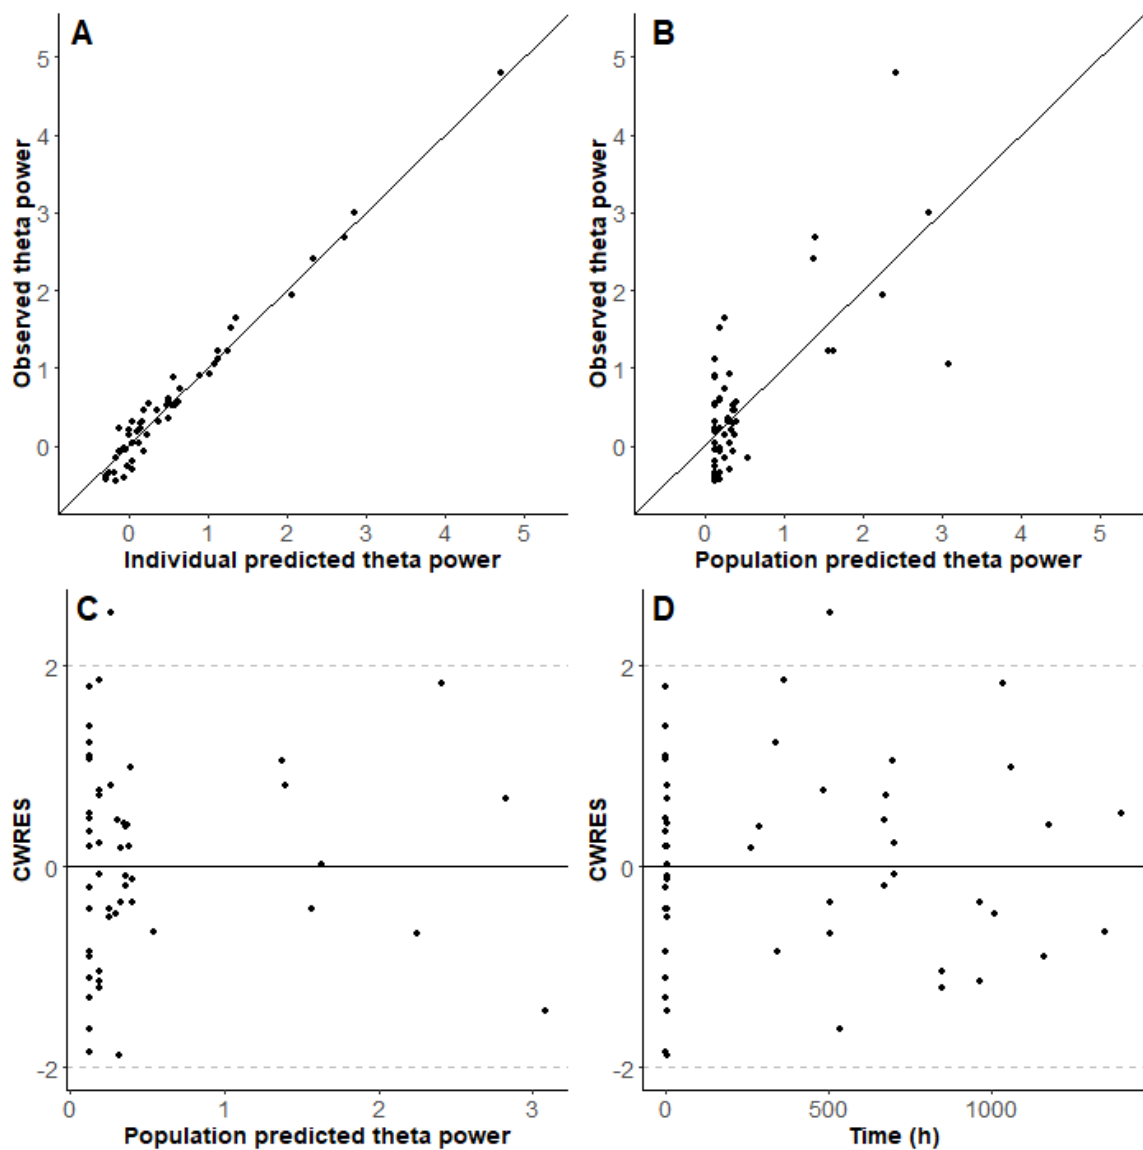 A
Observed theta power
5
4
3
2
1
0
0 1 2 3 4 5
Individual predicted theta power
B
Observed theta power
5
4
3
2
1
0
0 1 2 3 4 5
Population predicted theta power
C
CWRES
2
0
-2
0 1 2 3
Population predicted theta power
D
CWRES
2
0
-2
0 500 1000
Time (h)